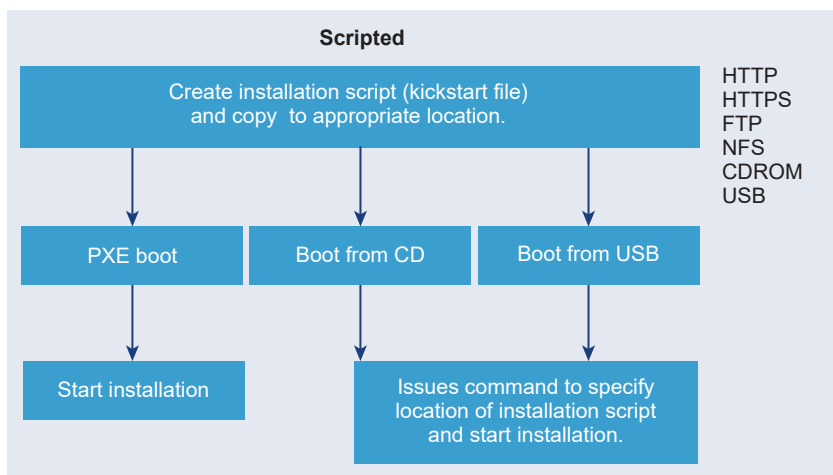 Scripted
Create installation script (kickstart file)
and copy to appropriate location.
HTTP
HTTPS
FTP
NFS
CDROM
USB
PXE boot
Boot from CD
Boot from USB
Start installation
Issues command to specify
location of installation script
and start installation.